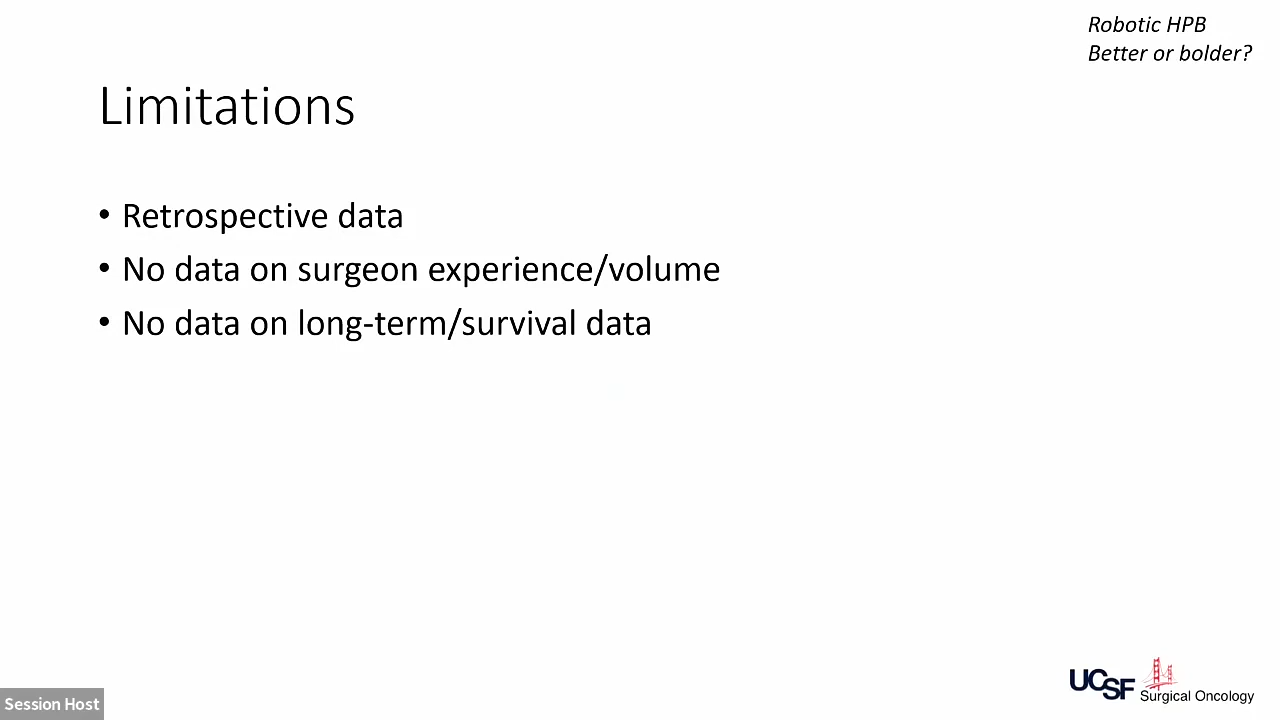 Robotic HPB
Better or bolder?
Limitations
• Retrospective data
• No data on surgeon experience/volume
• No data on long-term/survival data
UCSF Surgical Oncology
Session Host